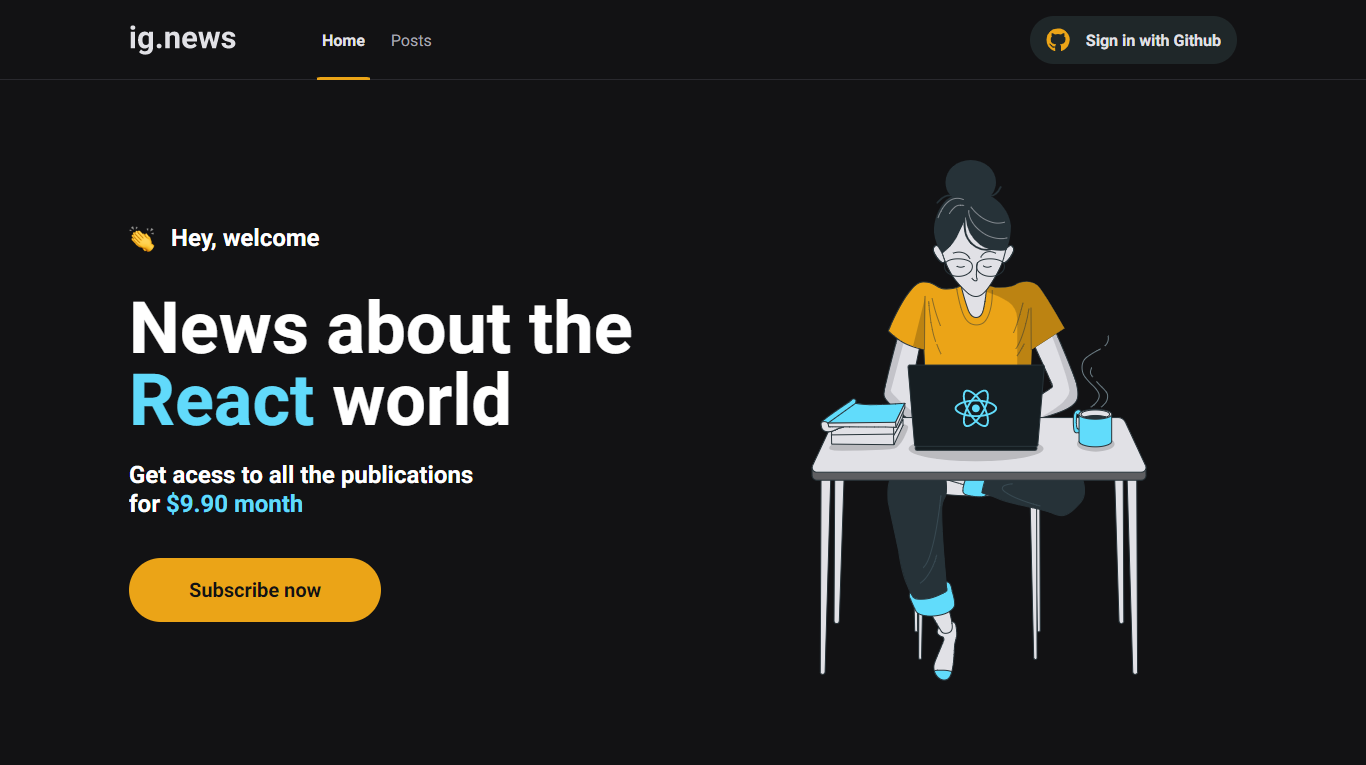 ig.news
Home
Posts
Sign in with Github
👏 Hey, welcome
News about the
React world
Get acess to all the publications
for $9.90 month
Subscribe now